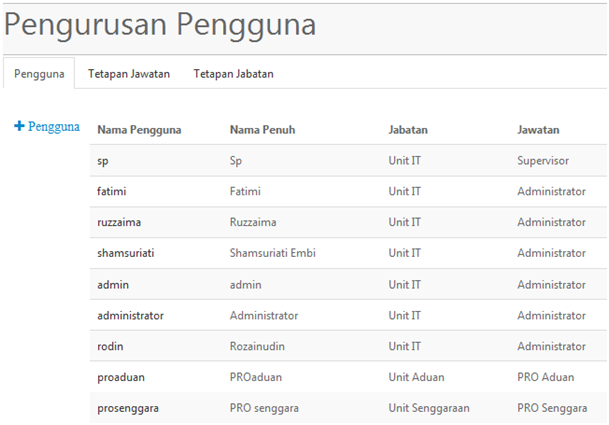 Pengurusan Pengguna
Pengguna Tetapan Jawatan Tetapan Jabatan
+ Pengguna
Nama Pengguna Nama Penuh Jabatan Jawatan
sp Sp Unit IT Supervisor
fatimi Fatimi Unit IT Administrator
ruzzaima Ruzzaima Unit IT Administrator
shamsuriati Shamsuriati Embi Unit IT Administrator
admin admin Unit IT Administrator
administrator Administrator Unit IT Administrator
rodin Rozainudin Unit IT Administrator
proaduan PROaduan Unit Aduan PRO Aduan
prosenggara PRO senggara Unit Senggaraan PRO Senggara